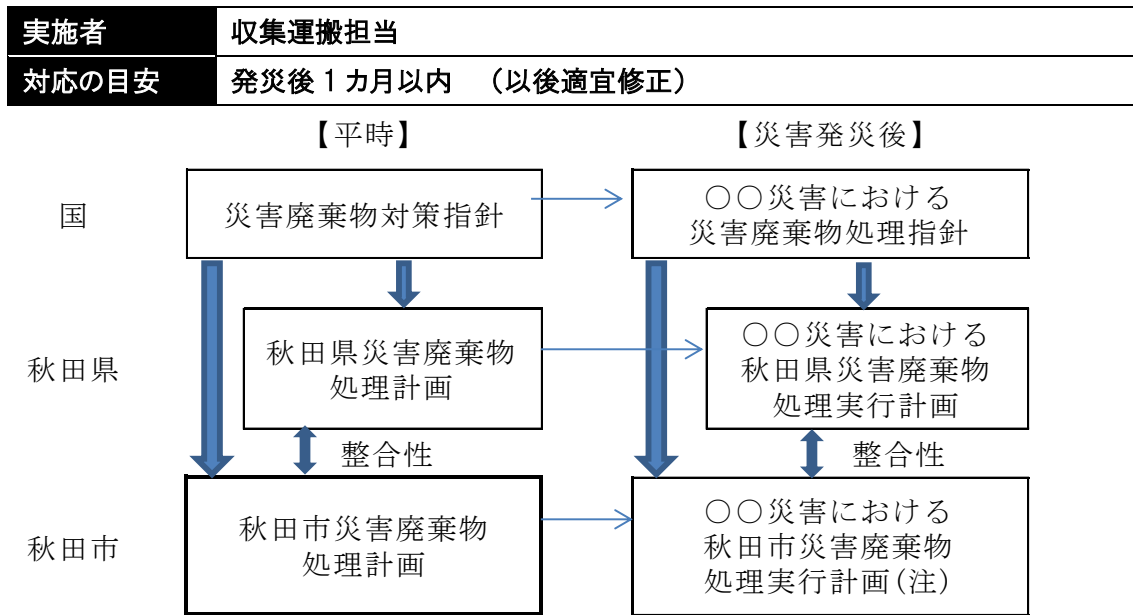 実施者 収集運搬担当
対応の目安 発災後１カ月以内 （以後適宜修正）
【平時】 【災害発災後】
国
災害廃棄物対策指針
○○災害における
災害廃棄物処理指針
秋田県
秋田県災害廃棄物
処理計画
○○災害における
秋田県災害廃棄物
処理実行計画
整合性 整合性
秋田市
秋田市災害廃棄物
処理計画
○○災害における
秋田市災害廃棄物
処理実行計画(注)